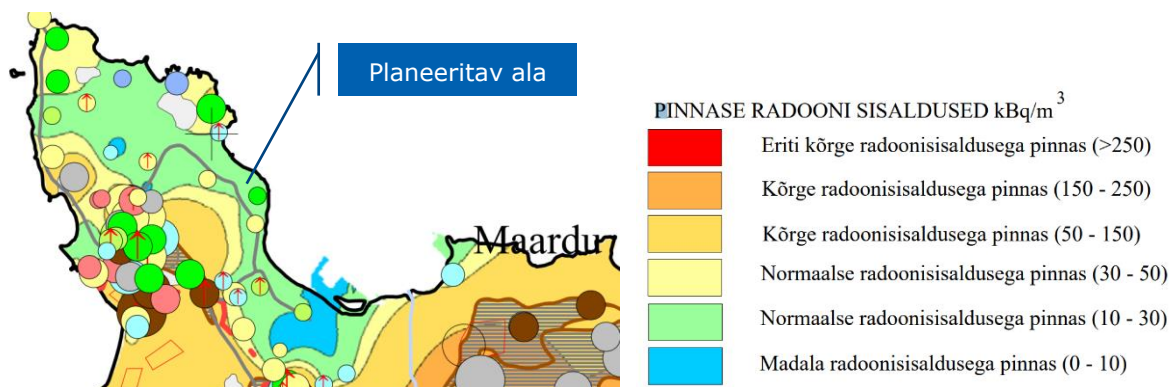 Planeeritav ala
Maardu
PINNASE RADOONI SISALDUSED kBq/m³
Eriti kõrge radoonisisaldusega pinnas (>250)
Kõrge radoonisisaldusega pinnas (150 - 250)
Kõrge radoonisisaldusega pinnas (50 - 150)
Normaalse radoonisisaldusega pinnas (30 - 50)
Normaalse radoonisisaldusega pinnas (10 - 30)
Madala radoonisisaldusega pinnas (0 - 10)